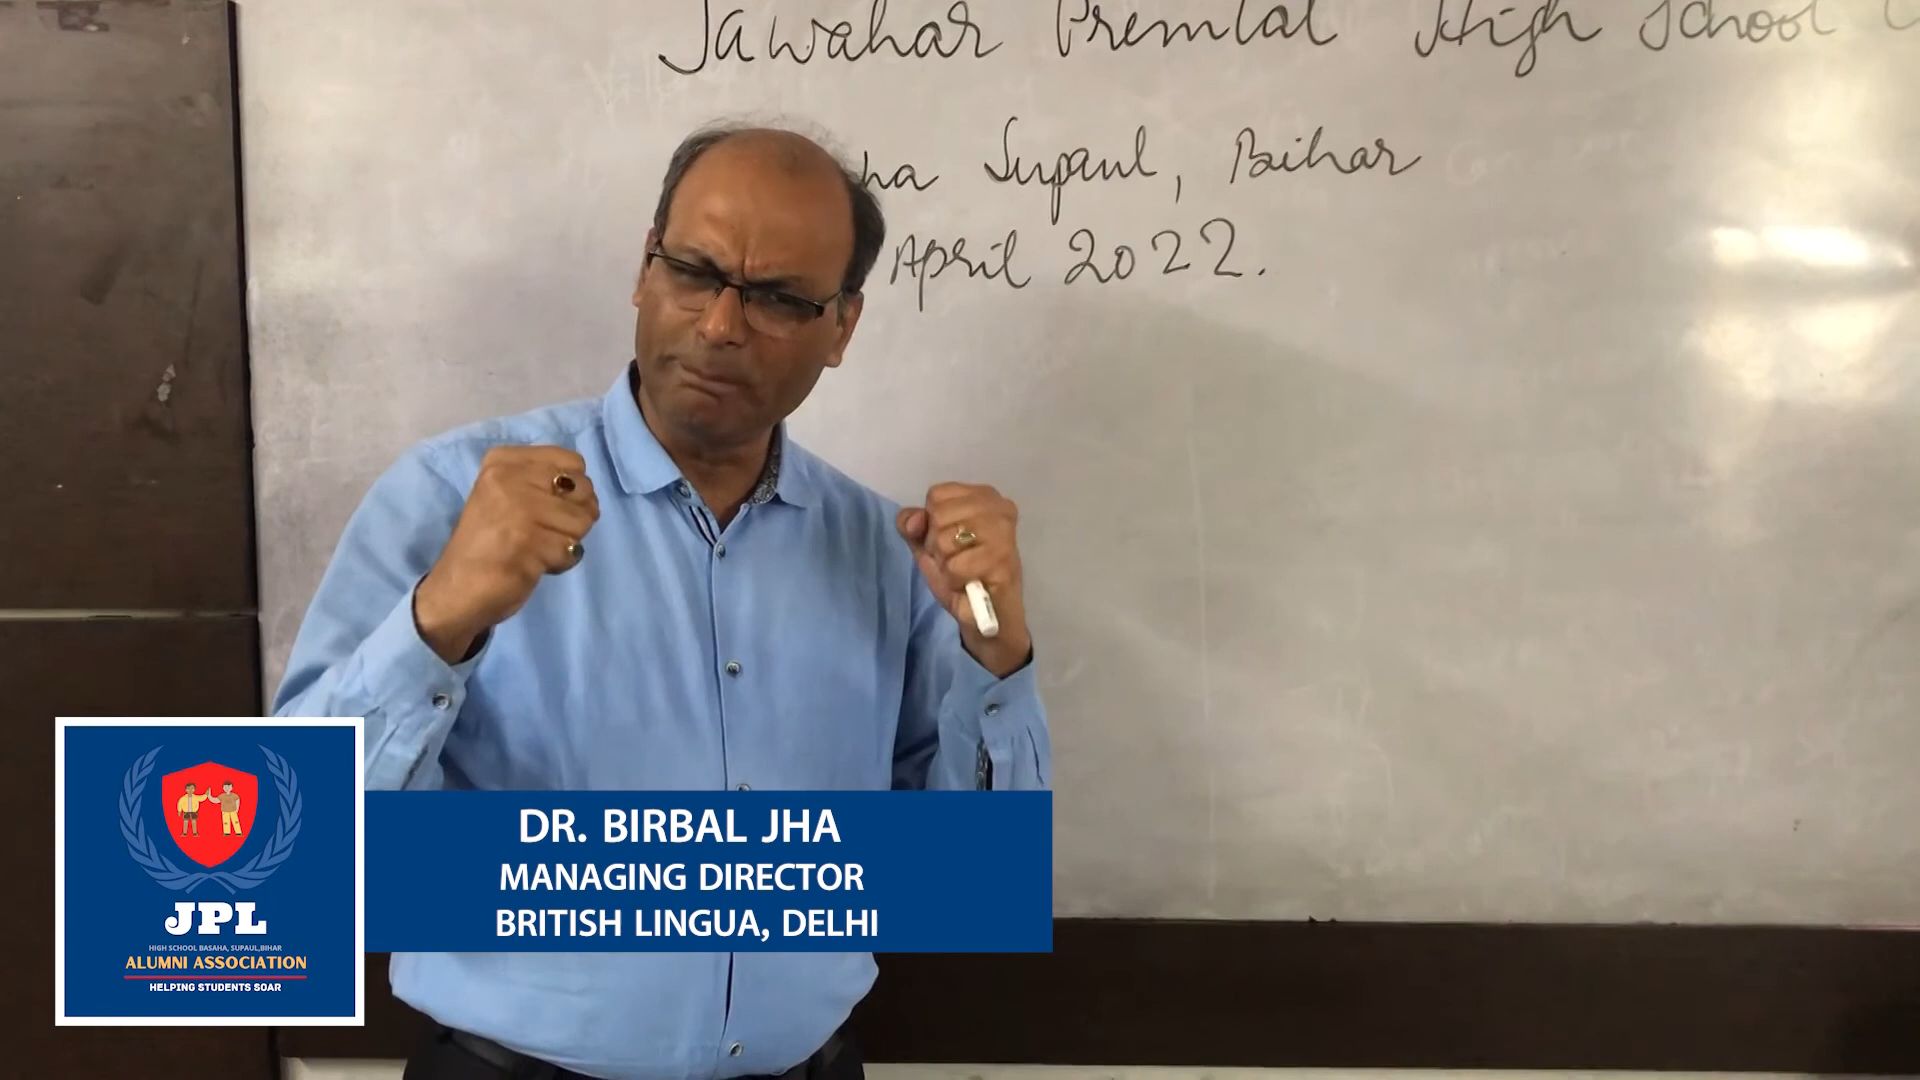 Jawahar Premlal High School
Supaul, Bihar
April 2022.
DR. BIRBAL JHA
MANAGING DIRECTOR
BRITISH LINGUA, DELHI
JPL
HIGH SCHOOL BASAHA, SUPAUL,BIHAR
ALUMNI ASSOCIATION
HELPING STUDENTS SOAR